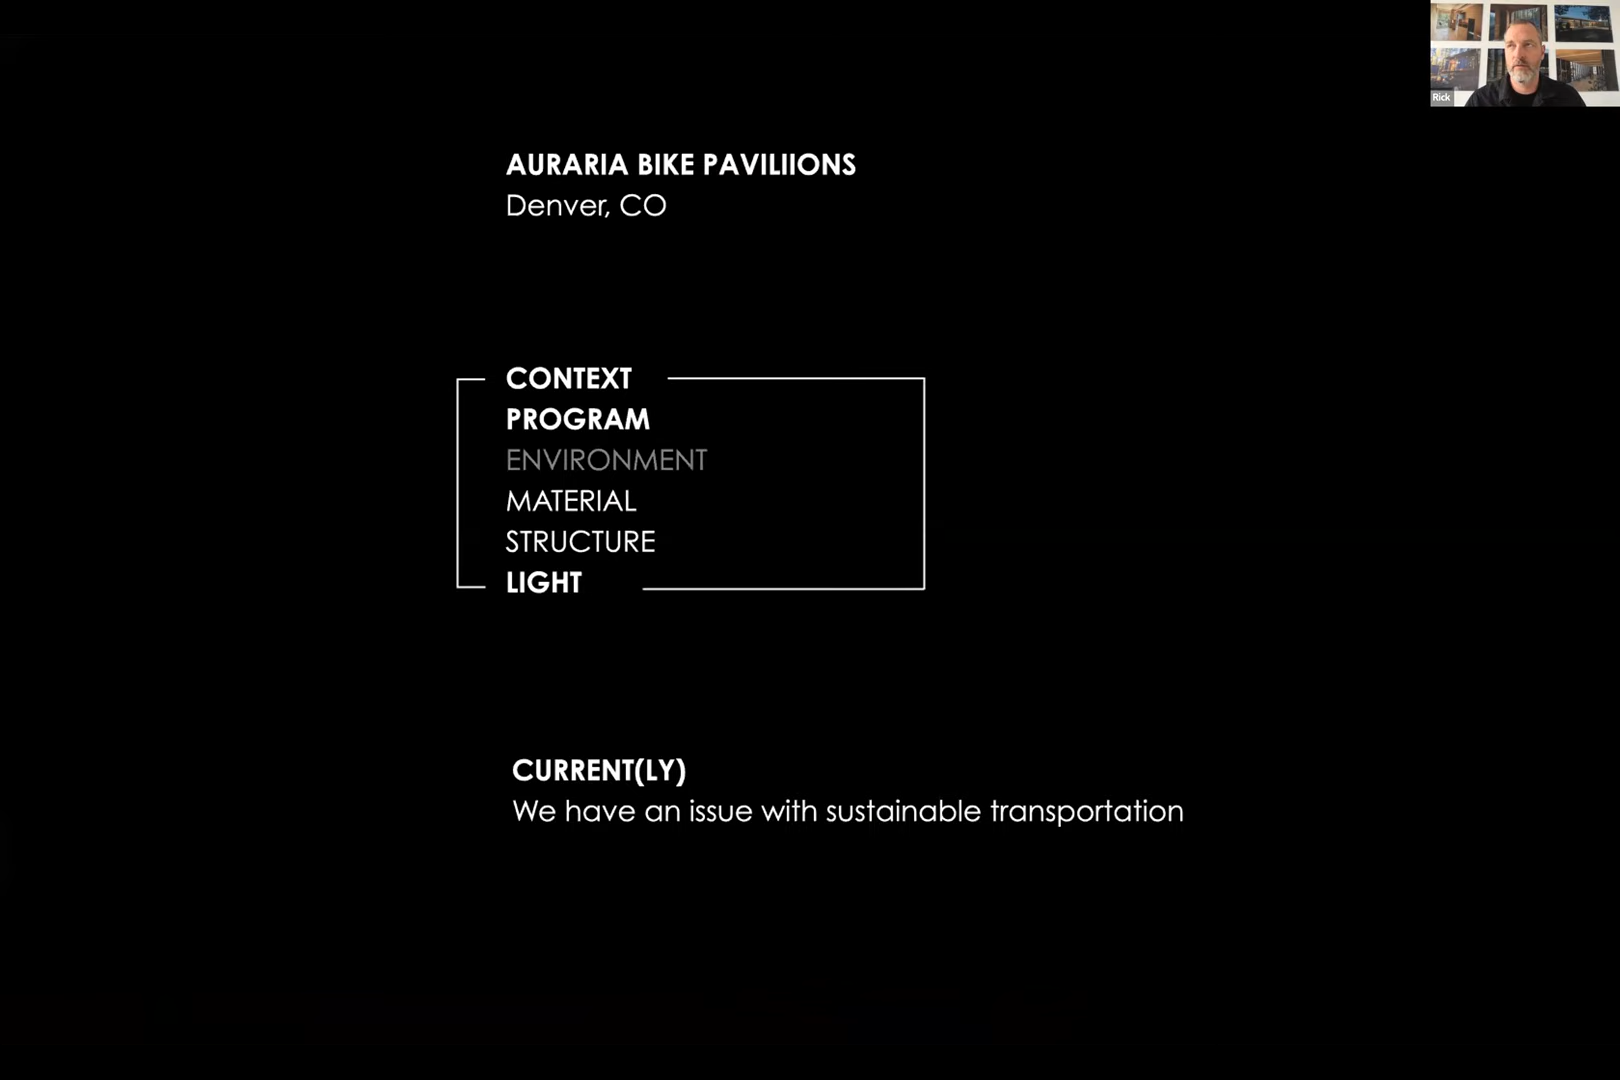 Rick
AURARIA BIKE PAVILIIONS
Denver, CO
CONTEXT
PROGRAM
ENVIRONMENT
MATERIAL
STRUCTURE
LIGHT
CURRENT(LY)
We have an issue with sustainable transportation